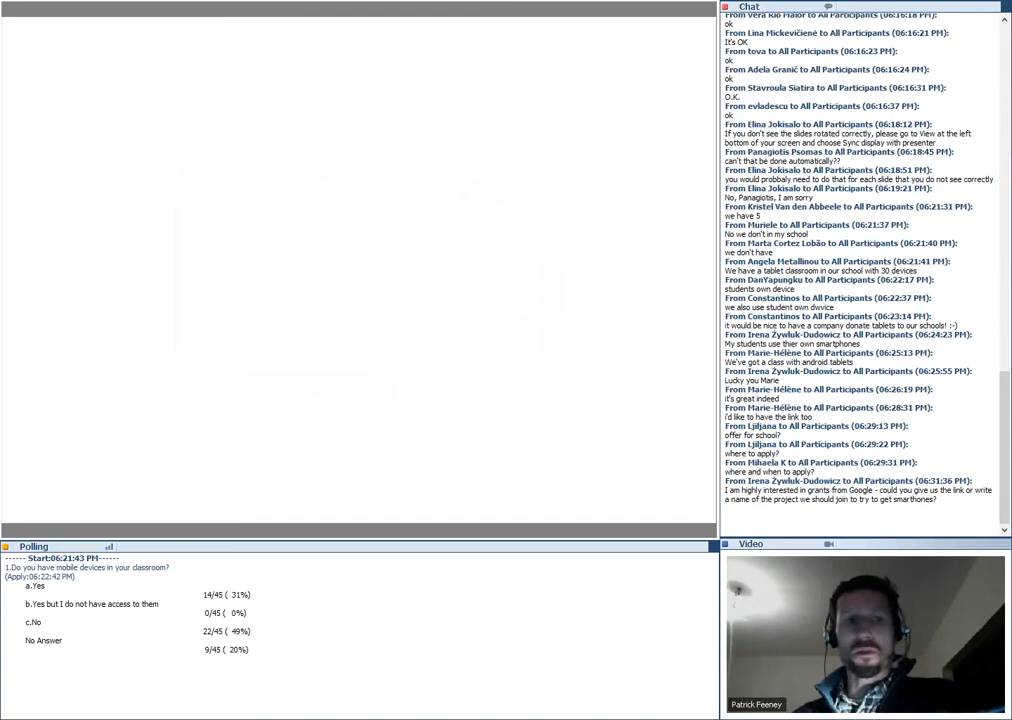 Chat
From Vera Rio Maior to All Participants (06:16:18 PM):
ok
From Lina Mickevičienė to All Participants (06:16:21 PM):
It's OK
From tova to All Participants (06:16:23 PM):
ok
From Adela Granić to All Participants (06:16:24 PM):
ok
From Stavroula Siatira to All Participants (06:16:31 PM):
O.K.
From evladescu to All Participants (06:16:37 PM):
ok
From Elina Jokisalo to All Participants (06:18:12 PM):
If you don't see the slides rotated correctly, please go to View at the left
bottom of your screen and choose Sync display with presenter
From Panagiotis Psomas to All Participants (06:18:45 PM):
can't that be done automatically??
From Elina Jokisalo to All Participants (06:18:51 PM):
you would probbaly need to do that for each slide that you do not see correctly
From Elina Jokisalo to All Participants (06:19:21 PM):
No, Panagiotis, I am sorry
From Kristel Van den Abbeele to All Participants (06:21:31 PM):
we have 5
From Muriele to All Participants (06:21:37 PM):
No we don't in my school
From Marta Cortez Lobão to All Participants (06:21:40 PM):
we don't have
From Angela Metallinou to All Participants (06:21:41 PM):
We have a tablet classroom in our school with 30 devices
From DanYapungku to All Participants (06:22:17 PM):
students own device
From Constantinos to All Participants (06:22:37 PM):
we also use student own dwvice
From Constantinos to All Participants (06:23:14 PM):
it would be nice to have a company donate tablets to our schools! :-)
From Irena Żywluk-Dudowicz to All Participants (06:24:23 PM):
My students use thier own smartphones
From Marie-Hélène to All Participants (06:25:13 PM):
We've got a class with android tablets
From Irena Żywluk-Dudowicz to All Participants (06:25:55 PM):
Lucky you Marie
From Marie-Hélène to All Participants (06:26:19 PM):
it's great indeed
From Marie-Hélène to All Participants (06:28:31 PM):
i'd like to have the link too
From Ljiljana to All Participants (06:29:13 PM):
offer for school?
From Ljiljana to All Participants (06:29:22 PM):
where to apply?
From Mihaela K to All Participants (06:29:31 PM):
where and when to apply?
From Irena Żywluk-Dudowicz to All Participants (06:31:36 PM):
I am highly interested in grants from Google - could you give us the link or write
a name of the project we should join to try to get smarthones?
Polling
------ Start:06:21:43 PM------
1.Do you have mobile devices in your classroom?
(Apply:06:22:42 PM)
a.Yes
14/45 ( 31%)
b.Yes but I do not have access to them
0/45 ( 0%)
c.No
22/45 ( 49%)
No Answer
9/45 ( 20%)
Video
Patrick Feeney